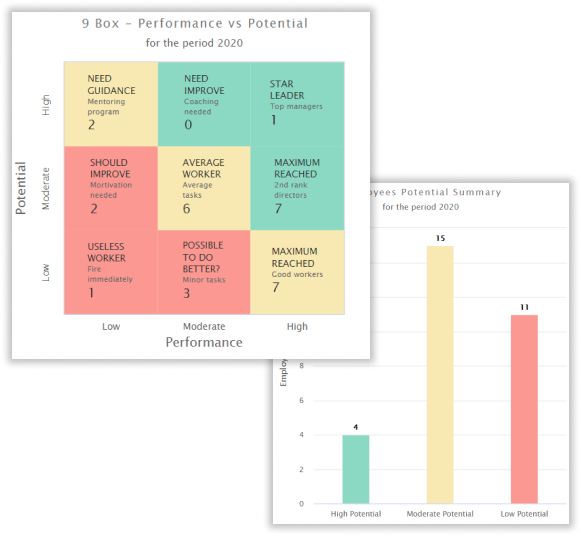 9 Box – Performance vs Potential
for the period 2020
Potential
High
NEED
GUIDANCE
Mentoring
program
2
NEED
IMPROVE
Coaching
needed
0
STAR
LEADER
Top managers
1
Moderate
SHOULD
IMPROVE
Mortivation
needed
2
AVERAGE
WORKER
Average
tasks
6
MAXIMUM
REACHED
2nd rank
directors
7
Low
USELESS
WORKER
Fire
immediately
1
POSSIBLE
TO DO
BETTER?
Minor tasks
3
MAXIMUM
REACHED
Good workers
7
Low Moderate High
Performance
oyees Potential Summary
for the period 2020
Employ
15
11
8
6
4
4
2
0
High Potential Moderate Potential Low Potential